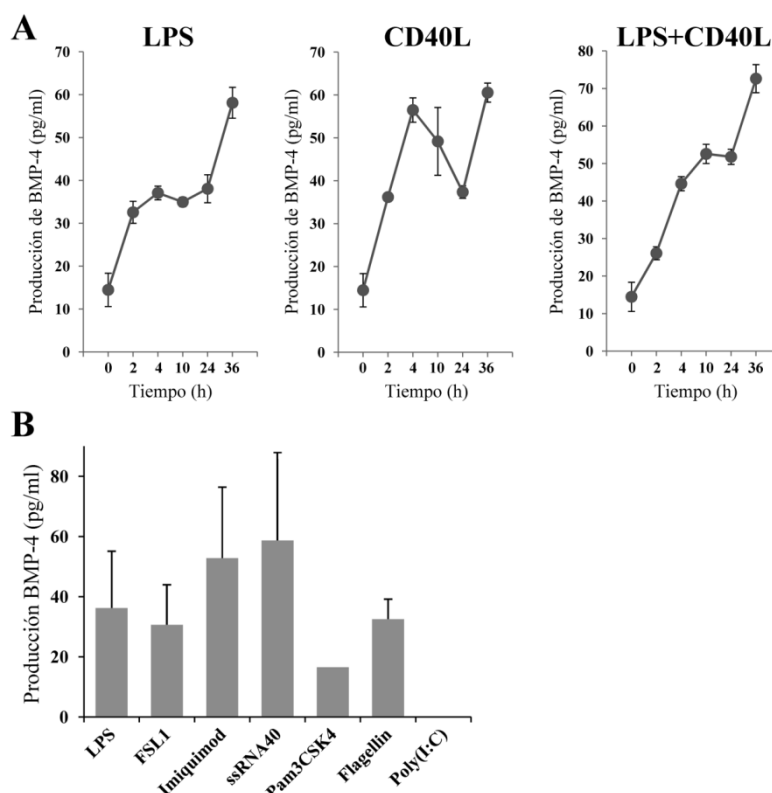 A
LPS
Producción de BMP-4 (pg/ml)
70
60
50
40
30
20
10
0
0 2 4 10 24 36
Tiempo (h)
CD40L
Producción de BMP-4 (pg/ml)
70
60
50
40
30
20
10
0
0 2 4 10 24 36
Tiempo (h)
LPS+CD40L
Producción de BMP-4 (pg/ml)
80
70
60
50
40
30
20
10
0
0 2 4 10 24 36
Tiempo (h)
B
Producción BMP-4 (pg/ml)
80
60
40
20
0
LPS
FSL1
Imiquimod
ssRNA40
Pam3CSK4
Flagellin
Poly(I:C)